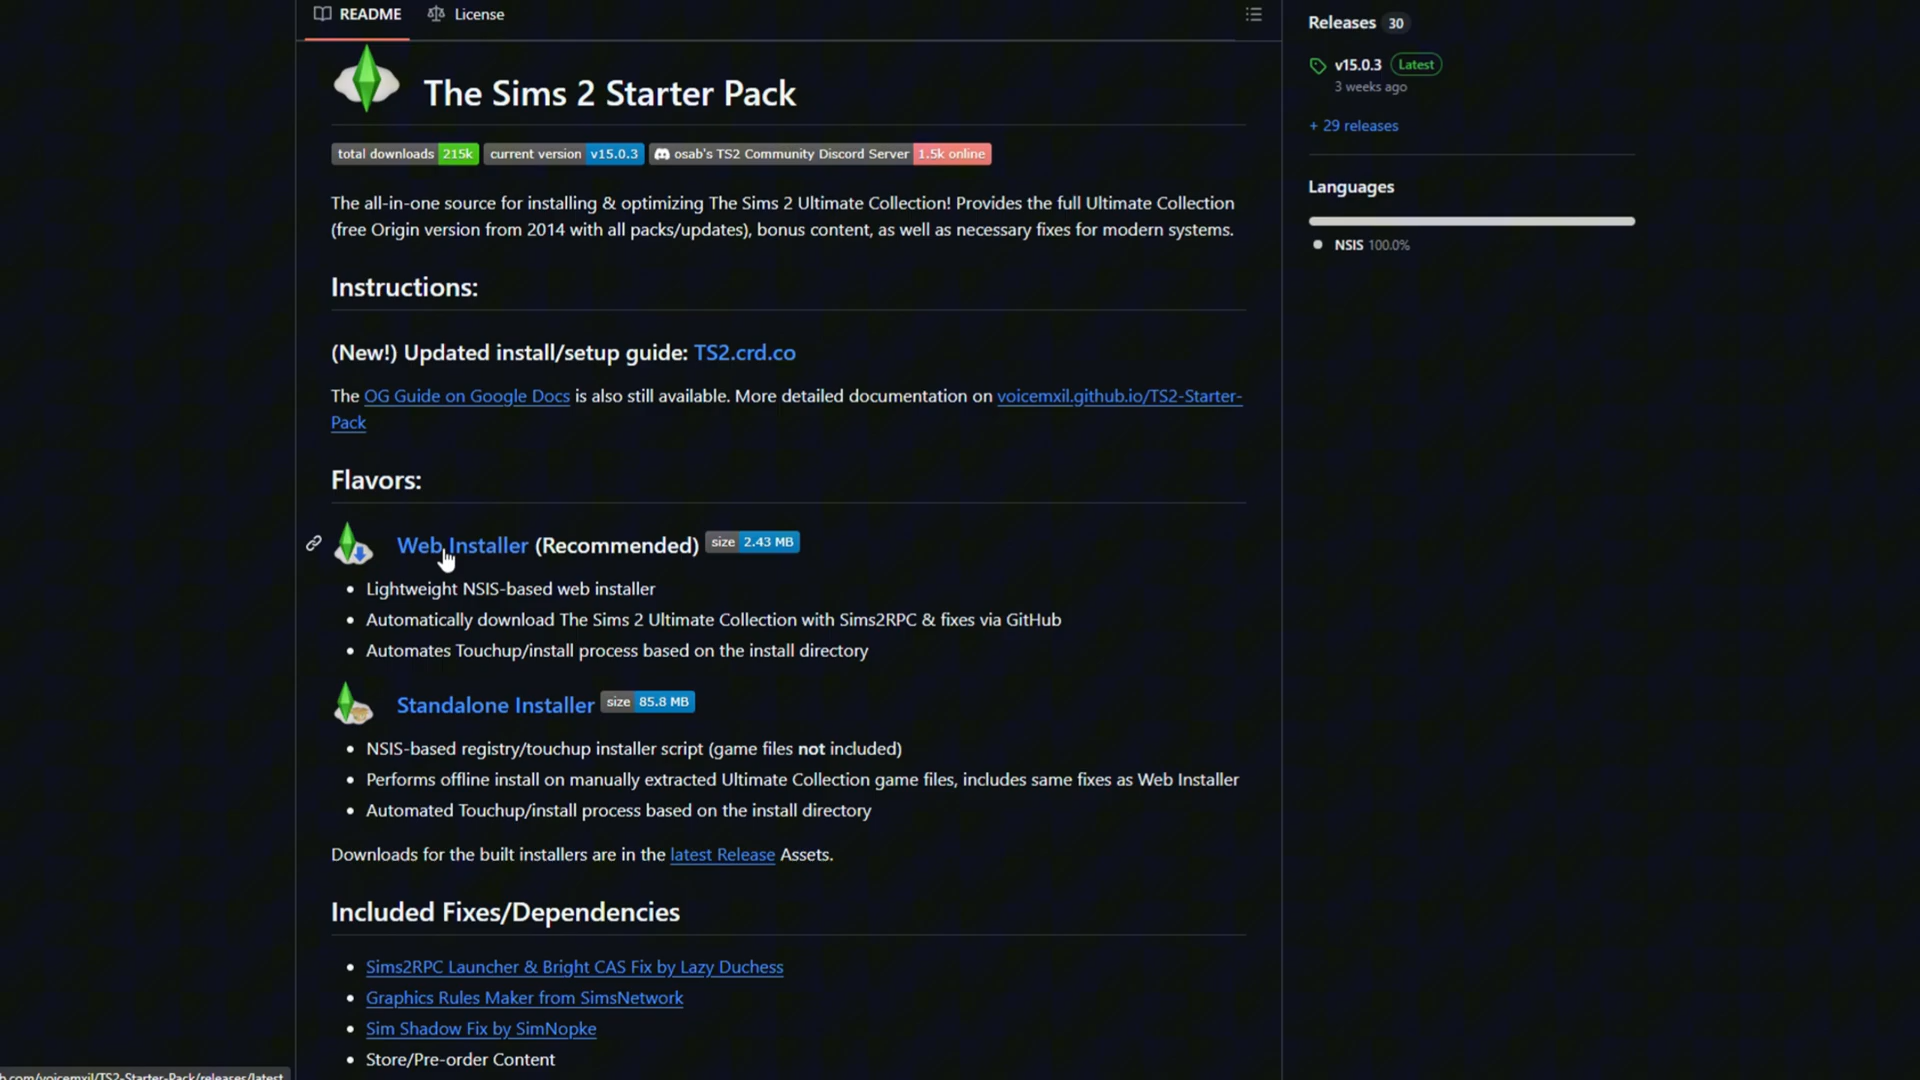 README
License
The Sims 2 Starter Pack
total downloads 215k current version v15.0.3 osab's TS2 Community Discord Server 1.5k online
The all-in-one source for installing & optimizing The Sims 2 Ultimate Collection! Provides the full Ultimate Collection
(free Origin version from 2014 with all packs/updates), bonus content, as well as necessary fixes for modern systems.
Instructions:
(New!) Updated install/setup guide: TS2.crd.co
The OG Guide on Google Docs is also still available. More detailed documentation on voicemxil.github.io/TS2-Starter-
Pack
Flavors:
Web Installer (Recommended) size 2.43 MB
• Lightweight NSIS-based web installer
• Automatically download The Sims 2 Ultimate Collection with Sims2RPC & fixes via GitHub
• Automates Touchup/install process based on the install directory
Standalone Installer size 85.8 MB
• NSIS-based registry/touchup installer script (game files not included)
• Performs offline install on manually extracted Ultimate Collection game files, includes same fixes as Web Installer
• Automated Touchup/install process based on the install directory
Downloads for the built installers are in the latest Release Assets.
Included Fixes/Dependencies
• Sims2RPC Launcher & Bright CAS Fix by Lazy Duchess
• Graphics Rules Maker from SimsNetwork
• Sim Shadow Fix by SimNopke
• Store/Pre-order Content
b.com/voicemxil/TS2-Starter-Pack/releases/latest
Releases 30
v15.0.3 Latest
3 weeks ago
+ 29 releases
Languages
NSIS 100.0%